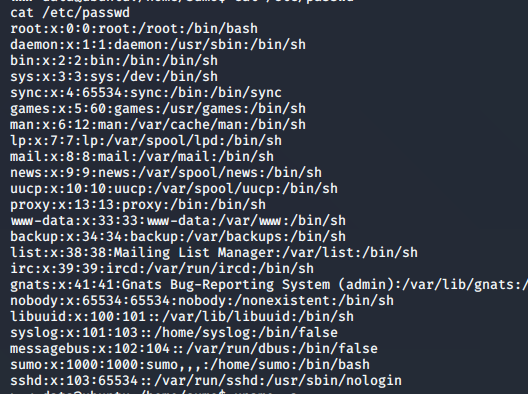 cat /etc/passwd
root:x:0:0:root:/root:/bin/bash
daemon:x:1:1:daemon:/usr/sbin:/bin/sh
bin:x:2:2:bin:/bin:/bin/sh
sys:x:3:3:sys:/dev:/bin/sh
sync:x:4:65534:sync:/bin:/bin/sync
games:x:5:60:games:/usr/games:/bin/sh
man:x:6:12:man:/var/cache/man:/bin/sh
lp:x:7:7:lp:/var/spool/lpd:/bin/sh
mail:x:8:8:mail:/var/mail:/bin/sh
news:x:9:9:news:/var/spool/news:/bin/sh
uucp:x:10:10:uucp:/var/spool/uucp:/bin/sh
proxy:x:13:13:proxy:/bin:/bin/sh
www-data:x:33:33:www-data:/var/www:/bin/sh
backup:x:34:34:backup:/var/backups:/bin/sh
list:x:38:38:Mailing List Manager:/var/list:/bin/sh
irc:x:39:39:ircd:/var/run/ircd:/bin/sh
gnats:x:41:41:Gnats Bug-Reporting System (admin):/var/lib/gnats:/
nobody:x:65534:65534:nobody:/nonexistent:/bin/sh
libuuid:x:100:101::/var/lib/libuuid:/bin/sh
syslog:x:101:103::/home/syslog:/bin/false
messagebus:x:102:104::/var/run/dbus:/bin/false
sumo:x:1000:1000:sumo,,,:/home/sumo:/bin/bash
sshd:x:103:65534::/var/run/sshd:/usr/sbin/nologin